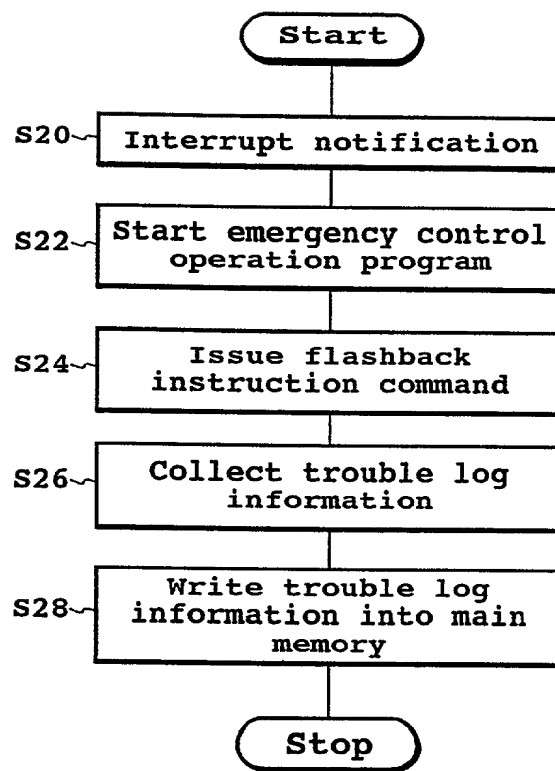 Start
S20 Interrupt notification
S22 Start emergency control
operation program
S24 Issue flashback
instruction command
S26 Collect trouble log
information
S28 Write trouble log
information into main
memory
Stop